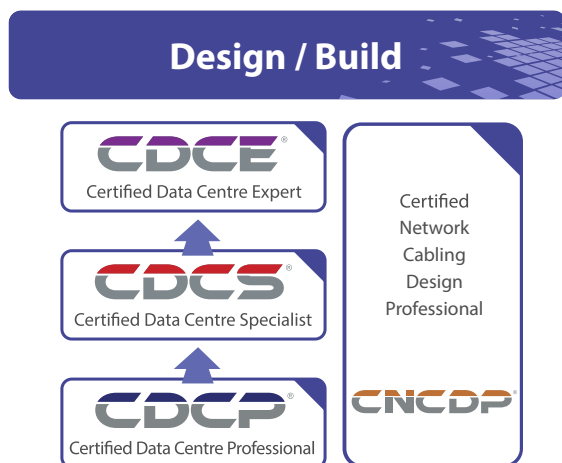 Design / Build
CDCE®
Certified Data Centre Expert
CDCS®
Certified Data Centre Specialist
CDCP®
Certified Data Centre Professional
Certified
Network
Cabling
Design
Professional
CNCDP®